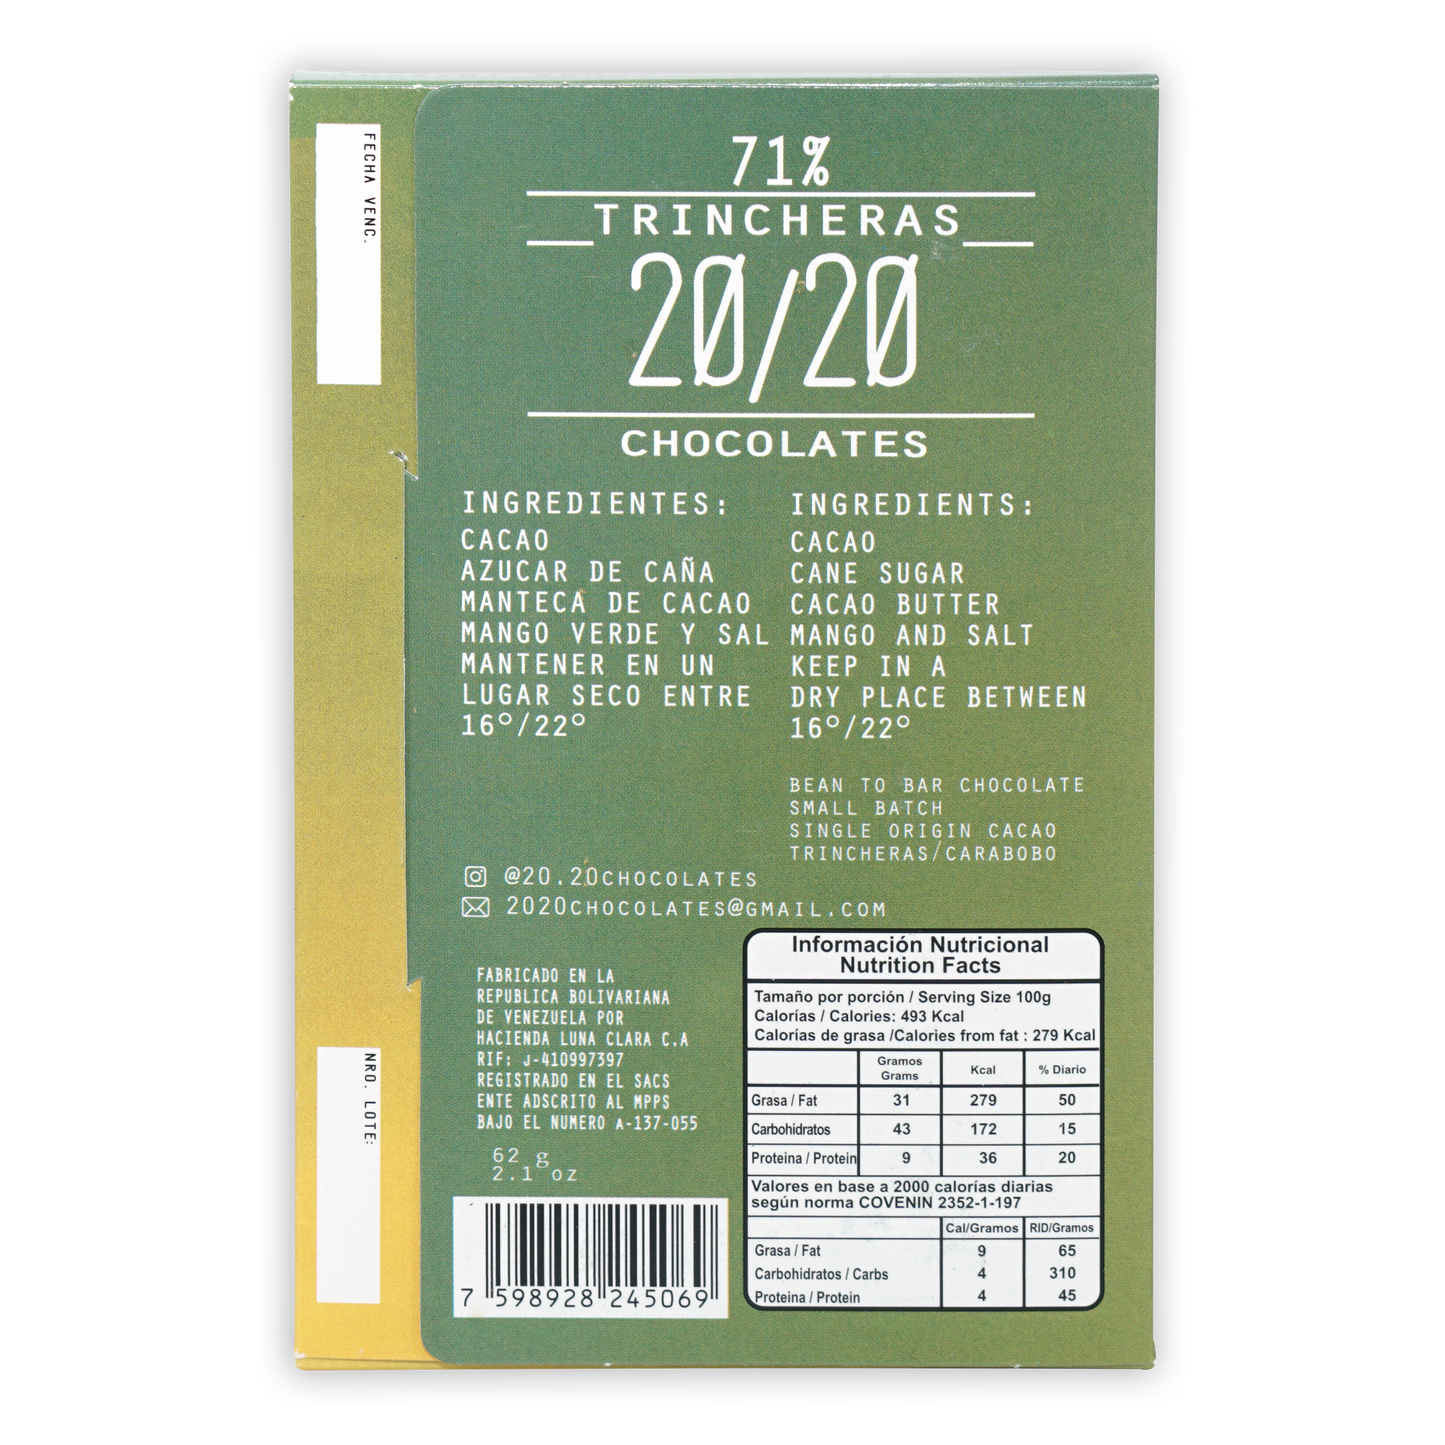 FECHA VENC.
71%
TRINCHERAS
20/20
CHOCOLATES
INGREDIENTES:
CACAO
AZUCAR DE CAÑA
MANTECA DE CACAO
MANGO VERDE Y SAL
MANTENER EN UN
LUGAR SECO ENTRE
16°/22°
INGREDIENTS:
CACAO
CANE SUGAR
CACAO BUTTER
MANGO AND SALT
KEEP IN A
DRY PLACE BETWEEN
16°/22°
BEAN TO BAR CHOCOLATE
SMALL BATCH
SINGLE ORIGIN CACAO
TRINCHERAS/CARABOBO
@20.20CHOCOLATES
2020CHOCOLATES@GMAIL.COM
FABRICADO EN LA
REPUBLICA BOLIVARIANA
DE VENEZUELA POR
HACIENDA LUNA CLARA C.A
RIF: J-410997397
REGISTRADO EN EL SACS
ENTE ADSCRITO AL MPPS
BAJO EL NUMERO A-137-055
62 g
2.1 oz
7 598928 245069
NRO. LOTE:
Información Nutricional
Nutrition Facts
Tamaño por porción / Serving Size 100g
Calorías / Calories: 493 Kcal
Calorías de grasa /Calories from fat : 279 Kcal
Gramos Grams Kcal % Diario
Grasa / Fat 31 279 50
Carbohidratos 43 172 15
Proteina / Protein 9 36 20
Valores en base a 2000 calorías diarias
según norma COVENIN 2352-1-197
Cal/Gramos RID/Gramos
Grasa / Fat 9 65
Carbohidratos / Carbs 4 310
Proteina / Protein 4 45